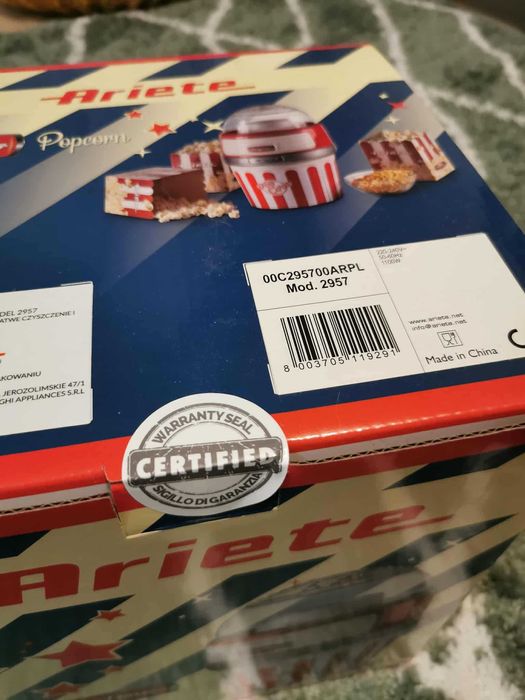 Ariete
Popcorn
00C295700ARPL
Mod. 2957
8 003705 119291
220-240V~
50-60Hz
1100W
www.ariete.net
info@ariete.net
Made in China
DEL 2957
ATWE CZYSZCZENIE I
AKOWANIU
JEROZOLIMSKIE 47/1
GHI APPLIANCES S.R.L
WARRANTY SEAL
CERTIFIED
SIGILLO DI GARANZIA
Ariete